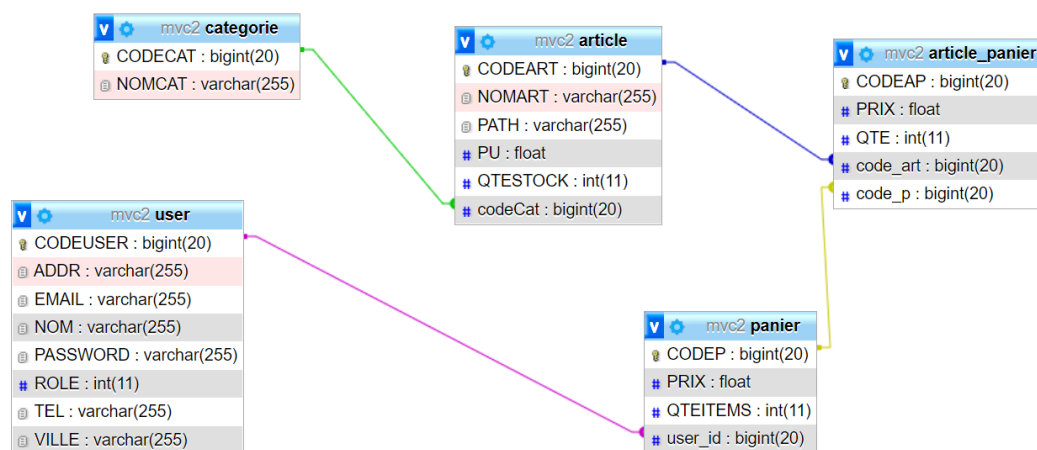 mvc2 categorie
CODECAT : bigint(20)
NOMCAT : varchar(255)
mvc2 article
CODEART : bigint(20)
NOMART : varchar(255)
PATH : varchar(255)
PU : float
QTESTOCK : int(11)
codeCat : bigint(20)
mvc2 article_panier
CODEAP : bigint(20)
PRIX : float
QTE : int(11)
code_art : bigint(20)
code_p : bigint(20)
mvc2 user
CODEUSER : bigint(20)
ADDR : varchar(255)
EMAIL : varchar(255)
NOM : varchar(255)
PASSWORD : varchar(255)
ROLE : int(11)
TEL : varchar(255)
VILLE : varchar(255)
mvc2 panier
CODEP : bigint(20)
PRIX : float
QTEITEMS : int(11)
user_id : bigint(20)